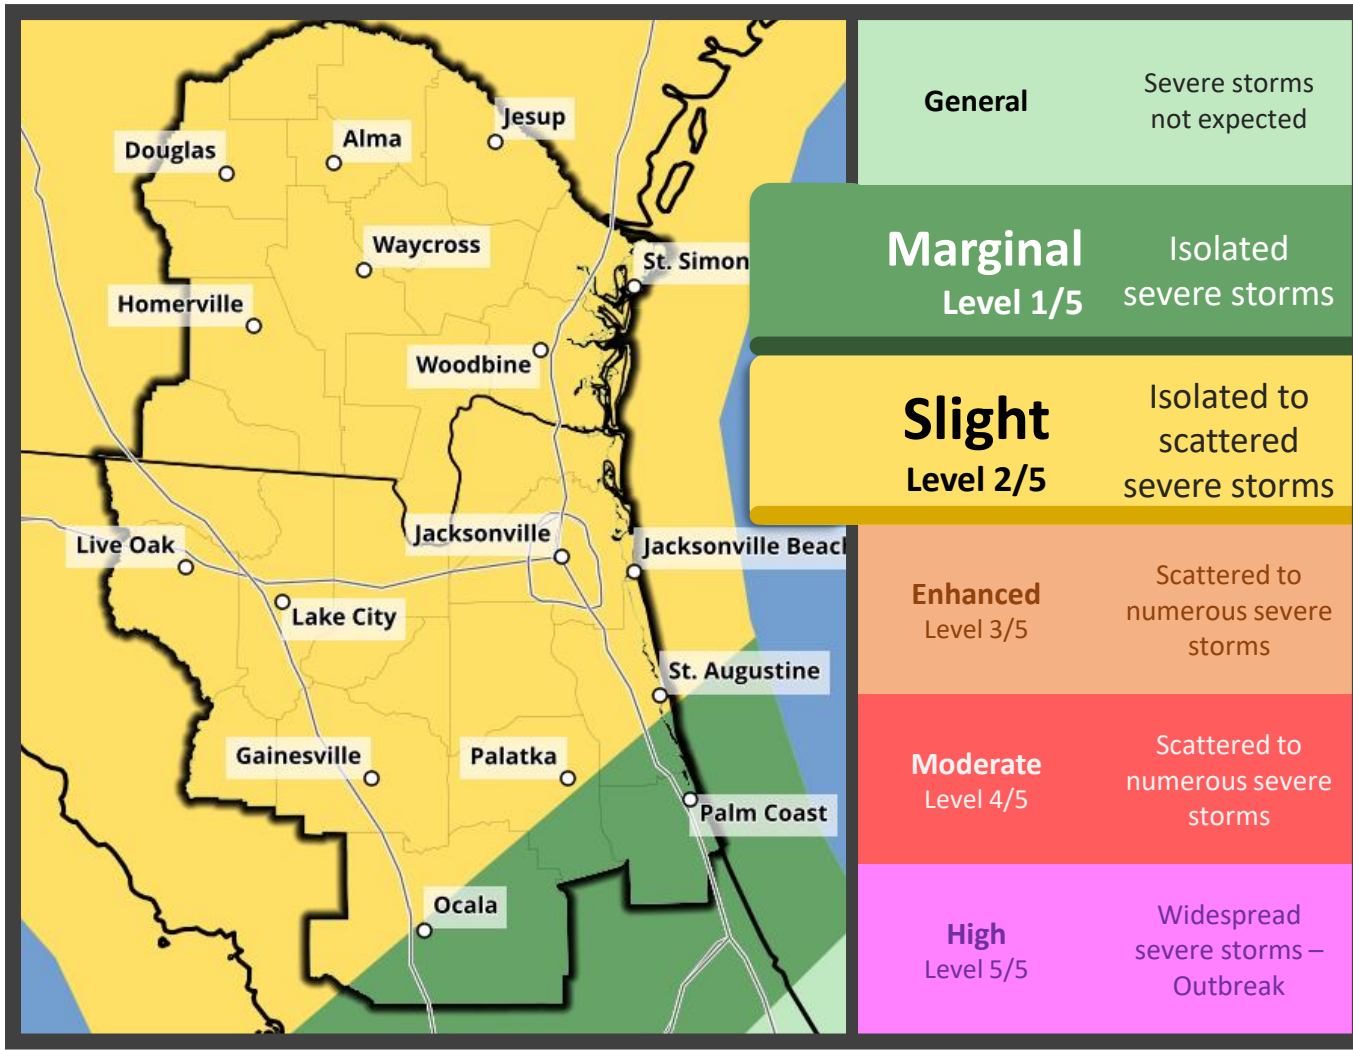 Jesup
Alma
Douglas
Waycross
St. Simon
Homerville
Woodbine
Jacksonville
Live Oak
Jacksonville Beach
Lake City
St. Augustine
Gainesville
Palatka
Palm Coast
Ocala
General
Severe storms
not expected
Marginal
Level 1/5
Isolated
severe storms
Slight
Level 2/5
Isolated to
scattered
severe storms
Enhanced
Level 3/5
Scattered to
numerous severe
storms
Moderate
Level 4/5
Scattered to
numerous severe
storms
High
Level 5/5
Widespread
severe storms –
Outbreak